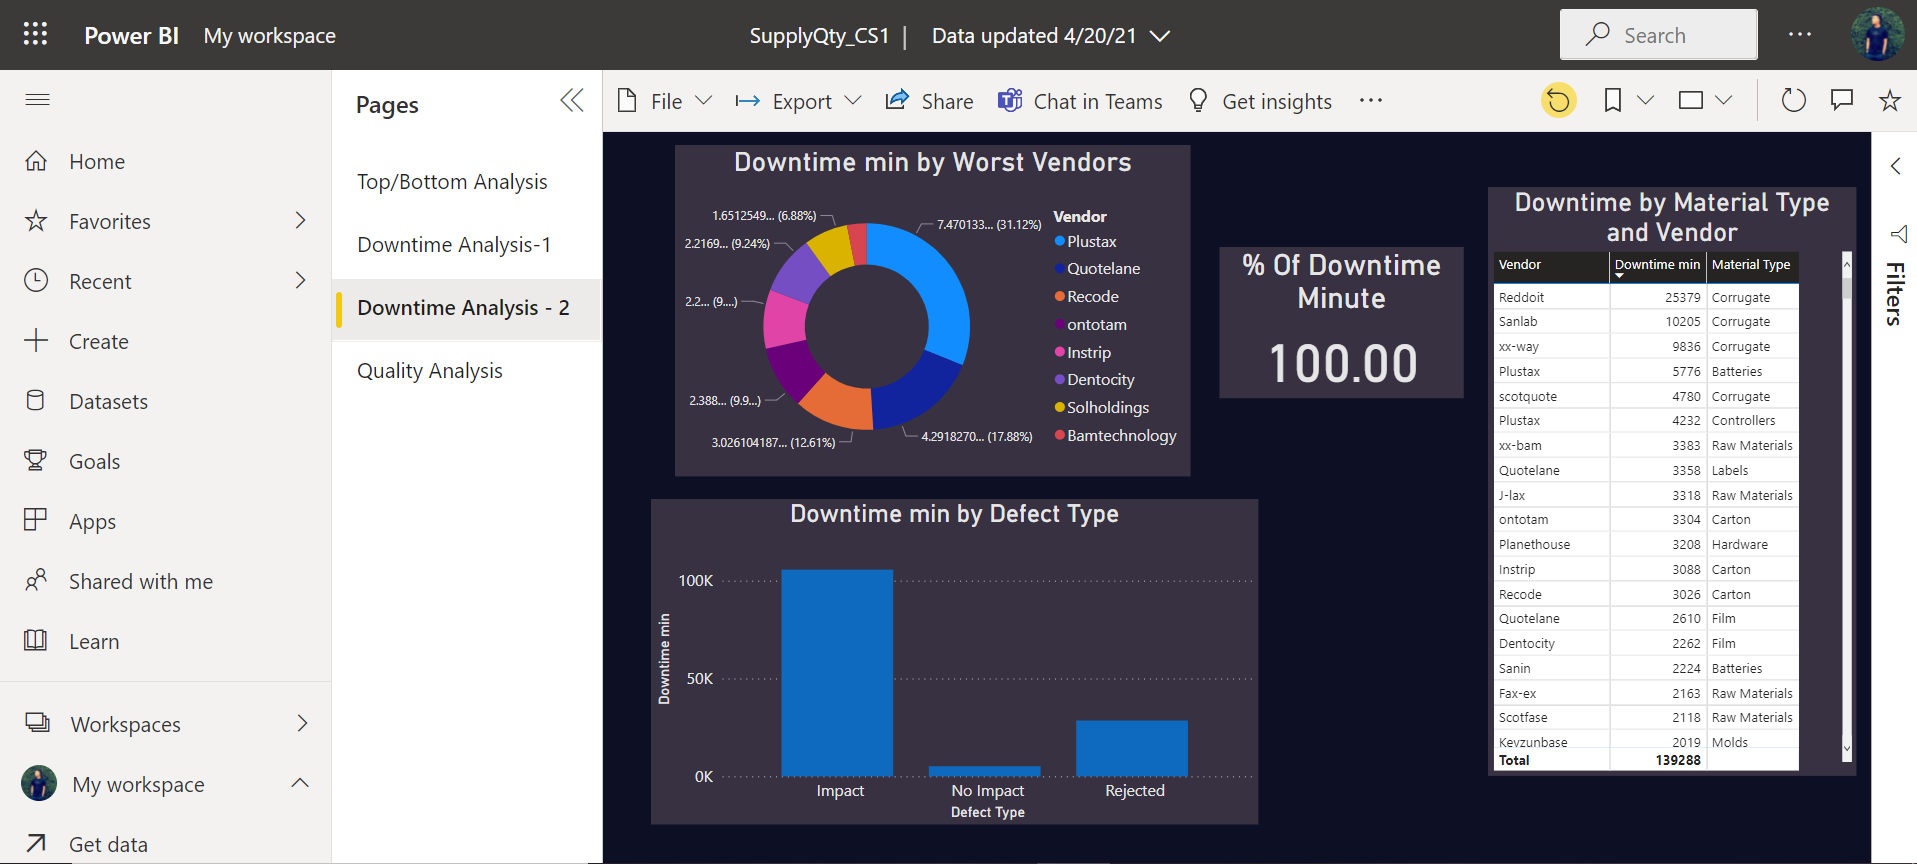 Power BI My workspace
SupplyQty_CS1 | Data updated 4/20/21
Search
Home
Favorites
Recent
Create
Datasets
Goals
Apps
Shared with me
Learn
Workspaces
My workspace
Get data
Pages
Top/Bottom Analysis
Downtime Analysis-1
Downtime Analysis - 2
Quality Analysis
File Export Share Chat in Teams Get insights
Downtime min by Worst Vendors
1.6512549... (6.88%)
2.2169... (9.24%)
2.2... (9....)
2.388... (9.9...)
3.026104187... (12.61%)
7.470133... (31.12%)
4.2918270... (17.88%)
Vendor
Plustax
Quotelane
Recode
ontotam
Instrip
Dentocity
Solholdings
Bamtechnology
% Of Downtime
Minute
100.00
Downtime min by Defect Type
Downtime min
100K
50K
0K
Impact No Impact Rejected
Defect Type
Downtime by Material Type
and Vendor
Vendor Downtime min Material Type
Reddoit 25379 Corrugate
Sanlab 10205 Corrugate
xx-way 9836 Corrugate
Plustax 5776 Batteries
scotquote 4780 Corrugate
Plustax 4232 Controllers
xx-bam 3383 Raw Materials
Quotelane 3358 Labels
J-lax 3318 Raw Materials
ontotam 3304 Carton
Planethouse 3208 Hardware
Instrip 3088 Carton
Recode 3026 Carton
Quotelane 2610 Film
Dentocity 2262 Film
Sanin 2224 Batteries
Fax-ex 2163 Raw Materials
Scotfase 2118 Raw Materials
Kevzunbase 2019 Molds
Total 139288
Filters